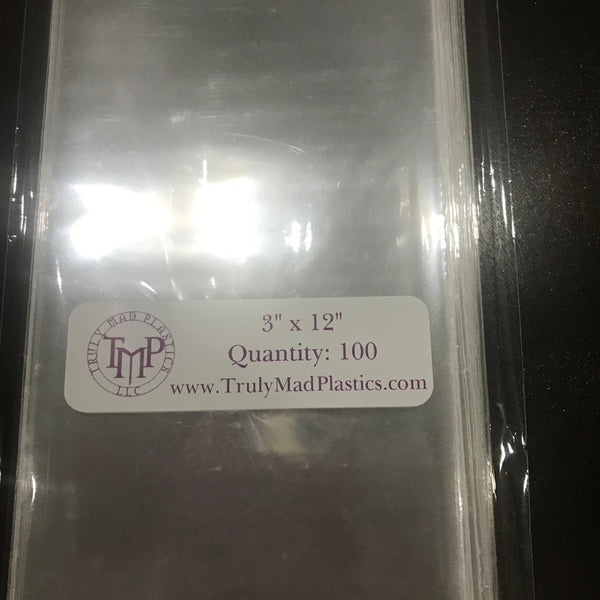 TRULY MAD PLASTICS
TMP
LLC
3" x 12"
Quantity: 100
www.TrulyMadPlastics.com